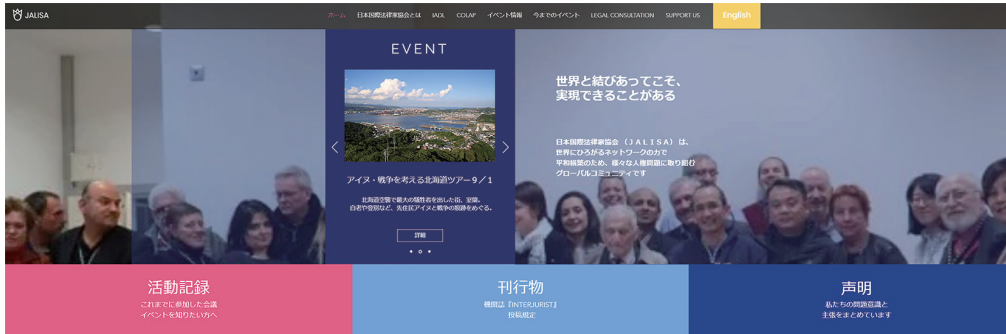 JALISA
ホーム 日本国際法律家協会とは IADL COLAP イベント情報 今までのイベント LEGAL CONSULTATION SUPPORT US English
EVENT
アイヌ・戦争を考える北海道ツアー９／１
北海道空襲で最大の犠牲者を出した街、室蘭。
白老や登別など、先住民アイヌと戦争の痕跡をめぐる。
詳細
世界と結びあってこそ、
実現できることがある
日本国際法律家協会（ＪＡＬＩＳＡ）は、
世界にひろがるネットワークの力で
平和構築のため、様々な人権問題に取り組む
グローバルコミュニティです
活動記録
これまでに参加した会議
イベントを知りたい方へ
刊行物
機関誌『INTERJURIST』
投稿規定
声明
私たちの問題意識と
主張をまとめています